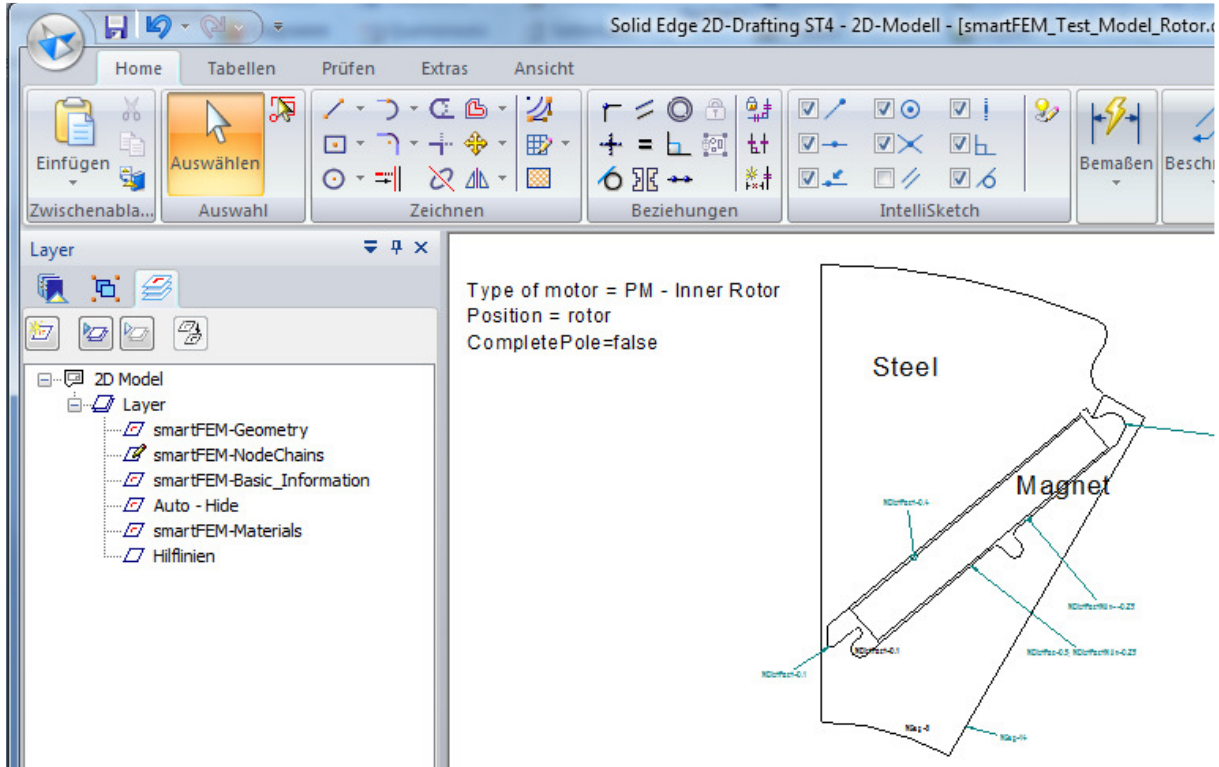 Solid Edge 2D-Drafting ST4 - 2D-Modell - [smartFEM_Test_Model_Rotor.
Home Tabellen Prüfen Extras Ansicht
Einfügen
Auswählen
Bemaßen
Besch
Zwischenabla... Auswahl Zeichnen Beziehungen IntelliSketch
Layer
2D Model
Layer
smartFEM-Geometry
smartFEM-NodeChains
smartFEM-Basic_Information
Auto - Hide
smartFEM-Materials
Hilflinien
Type of motor = PM - Inner Rotor
Position = rotor
CompletePole=false
Steel
Magnet